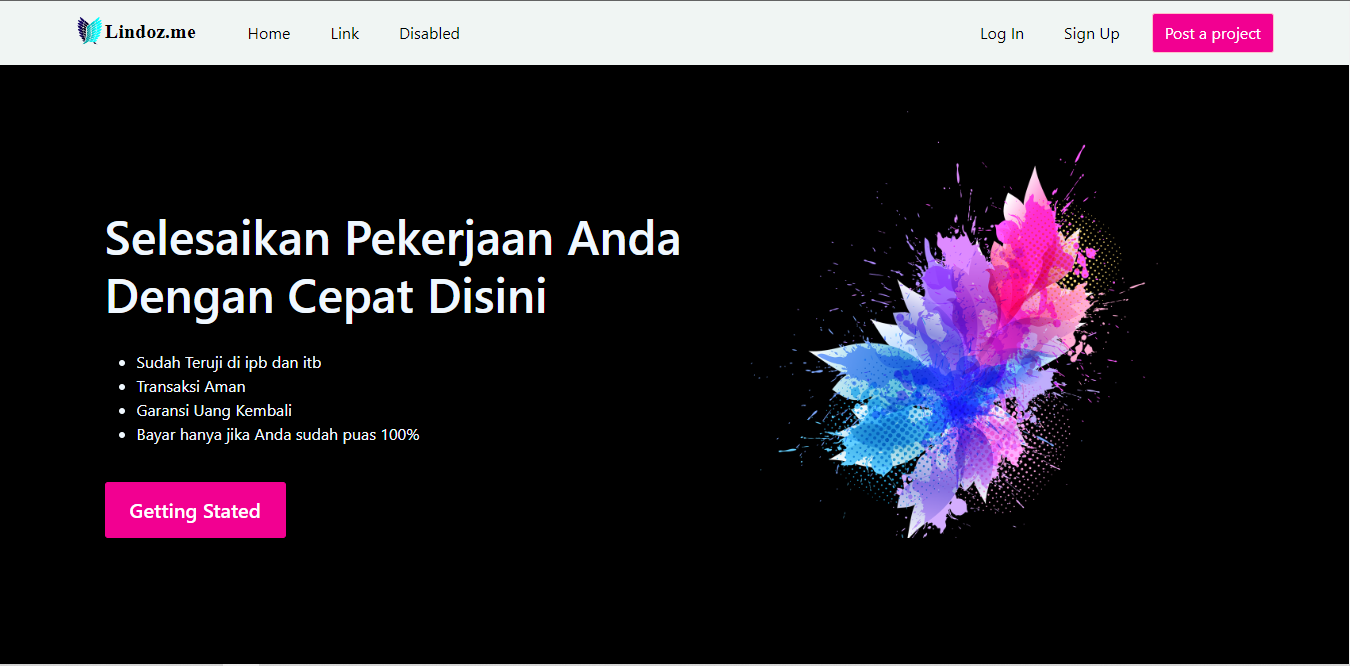 Lindoz.me
Home
Link
Disabled
Log In
Sign Up
Post a project
Selesaikan Pekerjaan Anda
Dengan Cepat Disini
Sudah Teruji di ipb dan itb
Transaksi Aman
Garansi Uang Kembali
Bayar hanya jika Anda sudah puas 100%
Getting Stated